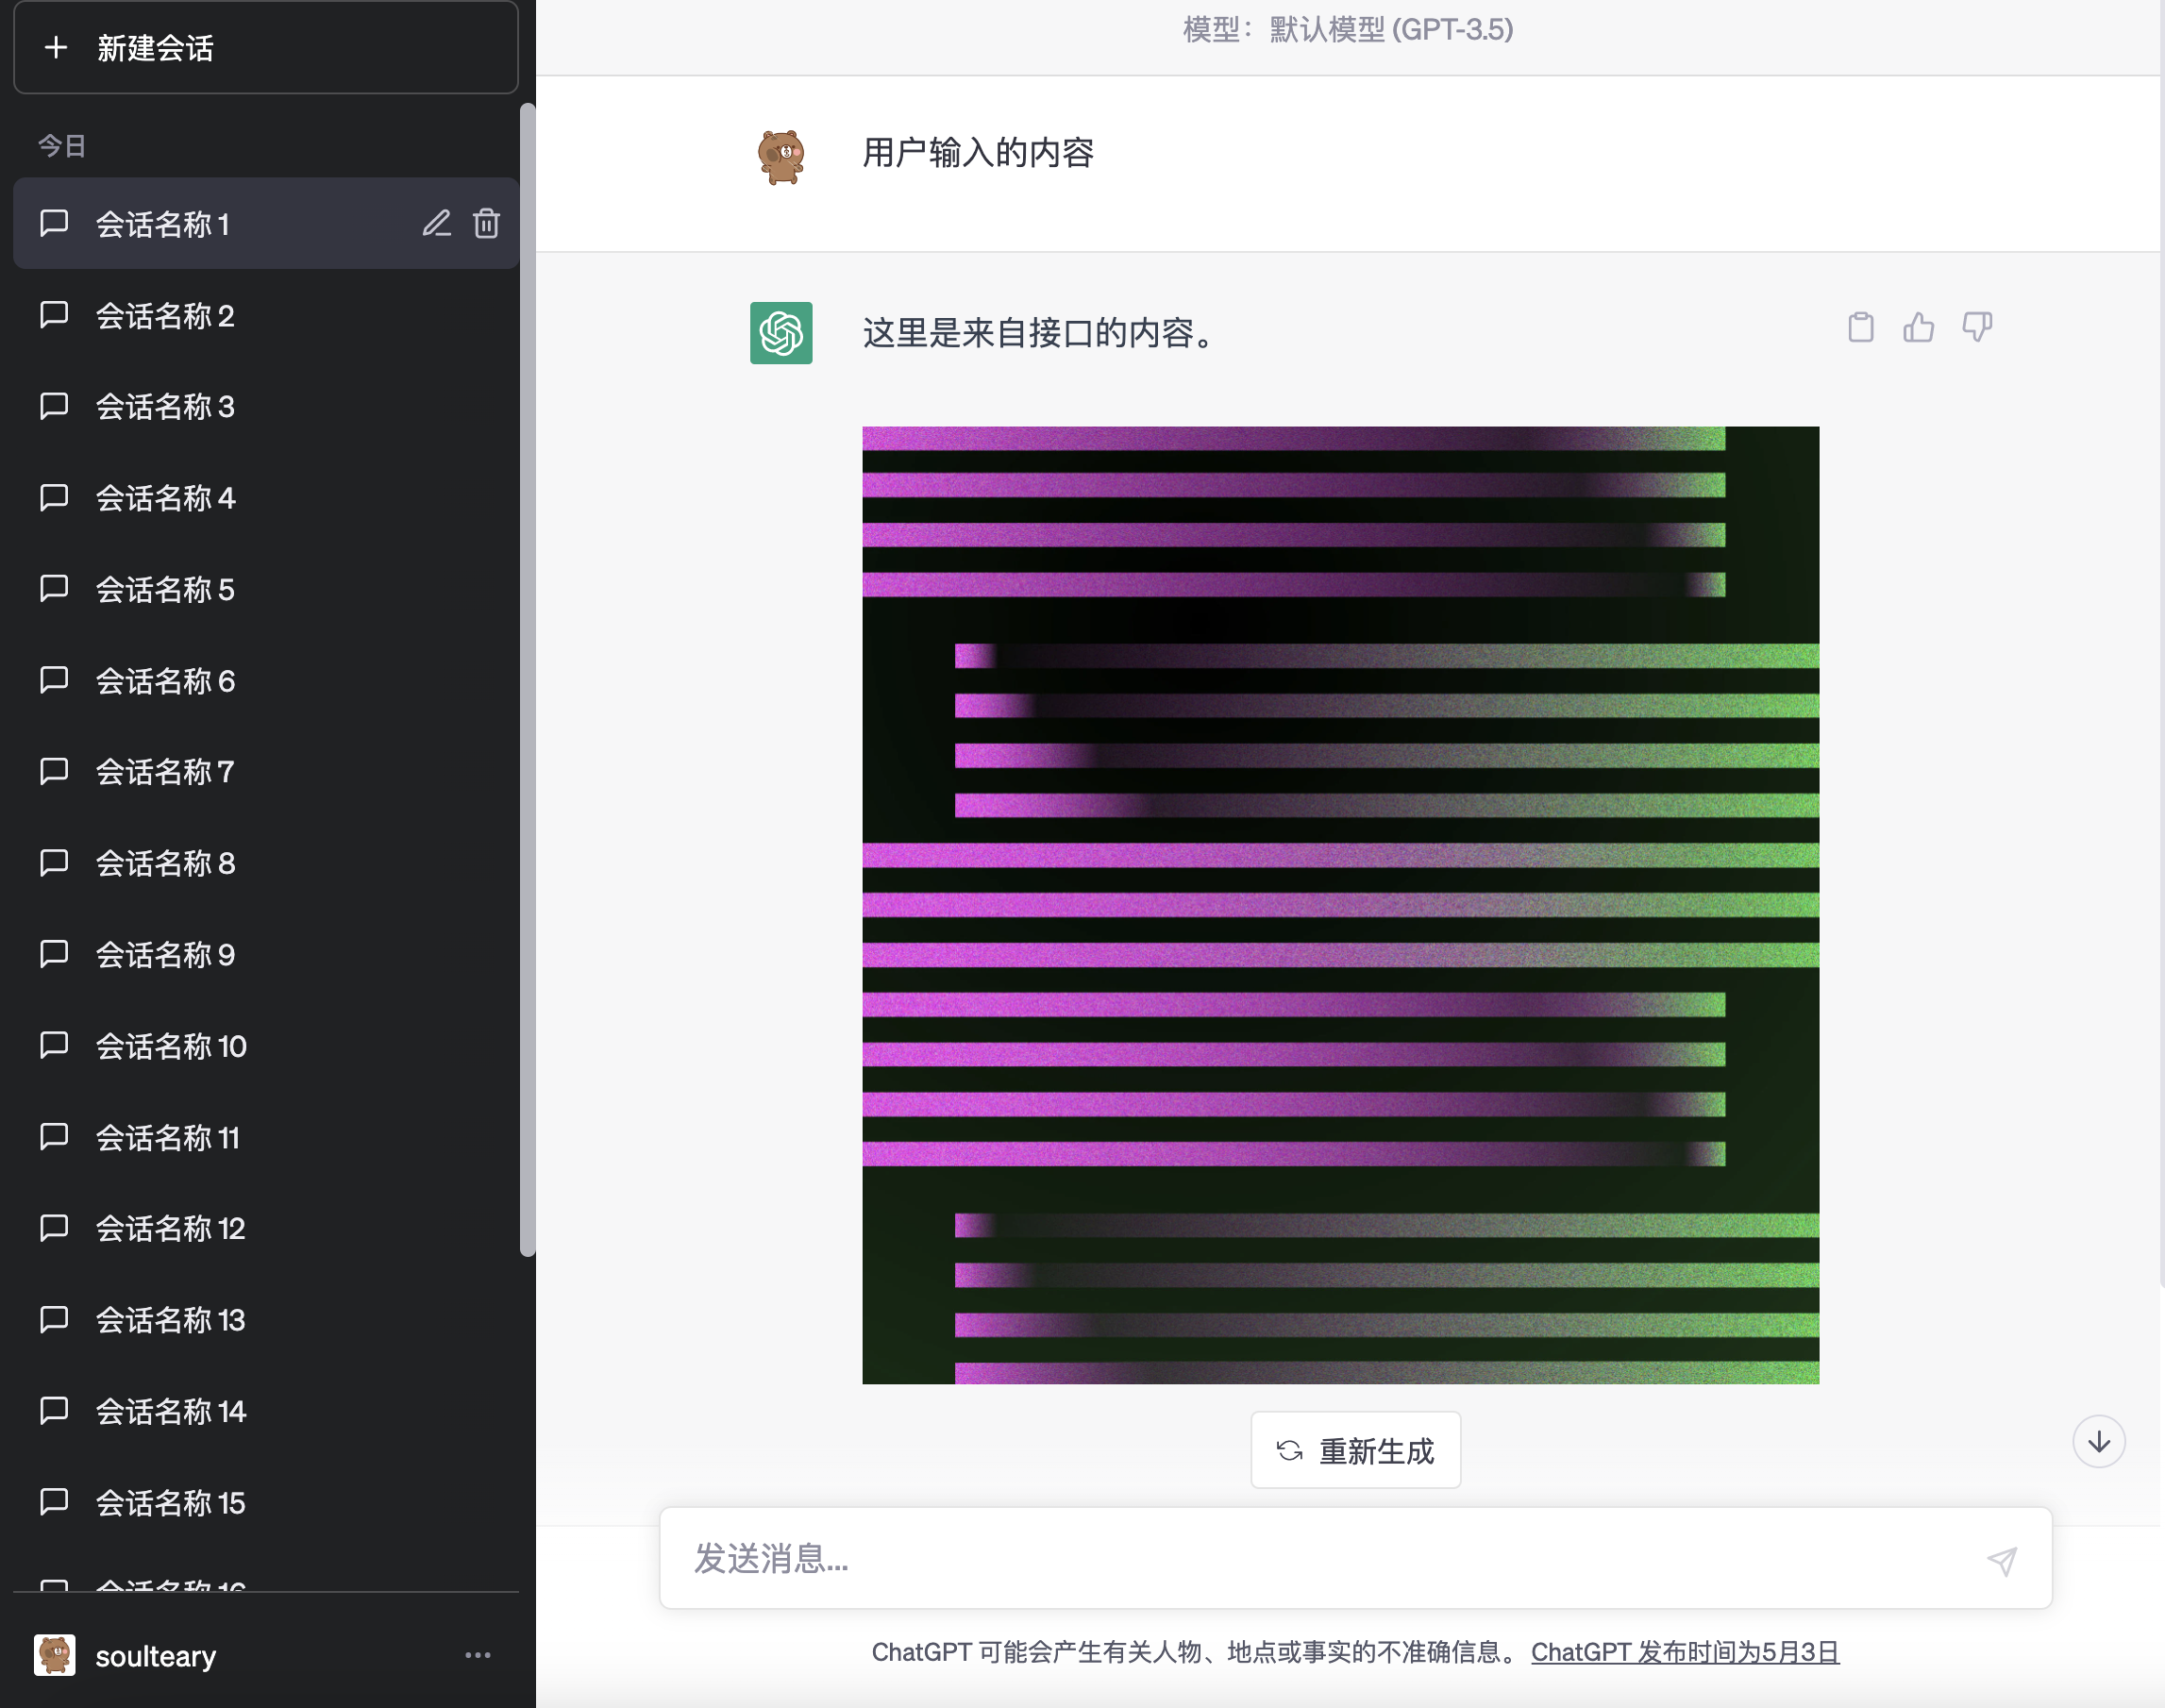 新建会话
今日
会话名称 1
会话名称 2
会话名称 3
会话名称 4
会话名称 5
会话名称 6
会话名称 7
会话名称 8
会话名称 9
会话名称 10
会话名称 11
会话名称 12
会话名称 13
会话名称 14
会话名称 15
会话名称 16
soulteary
模型：默认模型 (GPT-3.5)
用户输入的内容
这里是来自接口的内容。
重新生成
发送消息...
ChatGPT 可能会产生有关人物、地点或事实的不准确信息。 ChatGPT 发布时间为5月3日